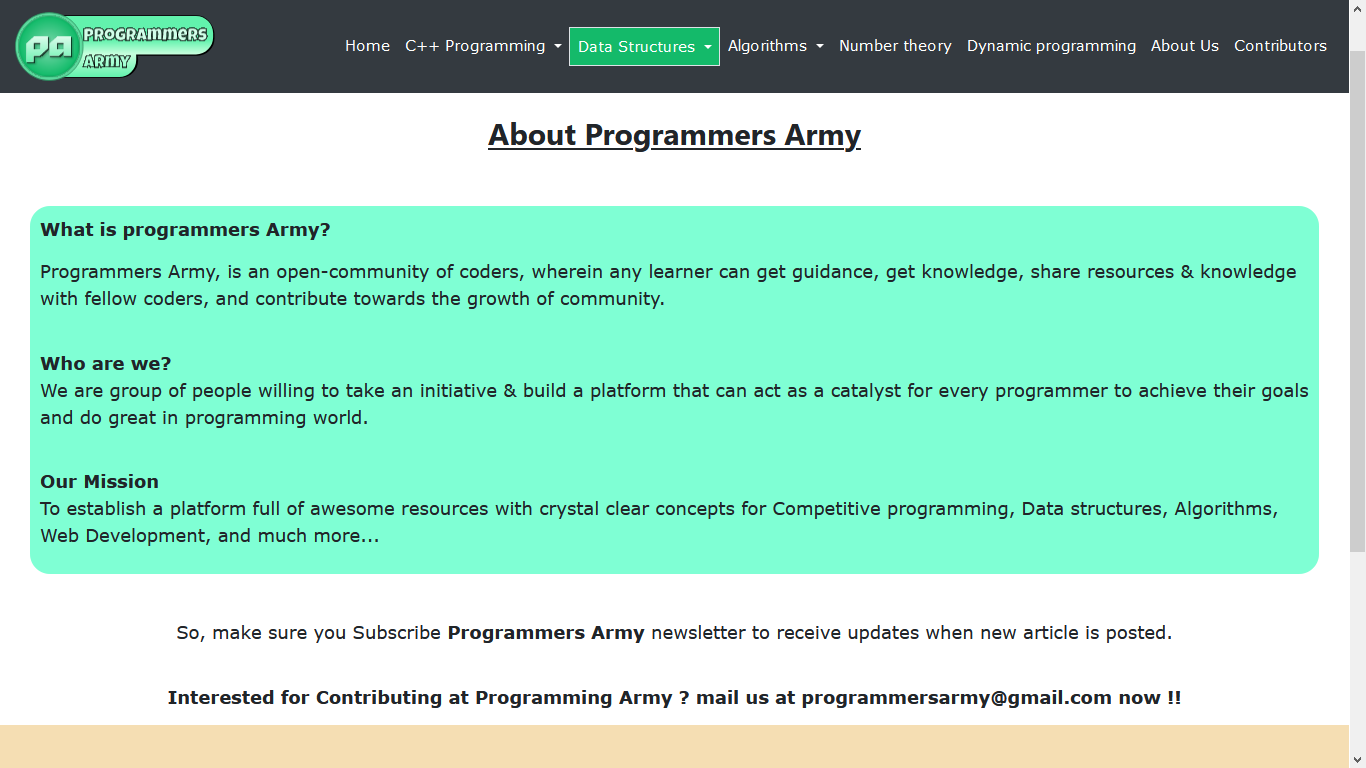 PROGRAMMERS
pa
ARMY
Home C++ Programming Data Structures Algorithms Number theory Dynamic programming About Us Contributors
About Programmers Army
What is programmers Army?
Programmers Army, is an open-community of coders, wherein any learner can get guidance, get knowledge, share resources & knowledge
with fellow coders, and contribute towards the growth of community.
Who are we?
We are group of people willing to take an initiative & build a platform that can act as a catalyst for every programmer to achieve their goals
and do great in programming world.
Our Mission
To establish a platform full of awesome resources with crystal clear concepts for Competitive programming, Data structures, Algorithms,
Web Development, and much more...
So, make sure you Subscribe Programmers Army newsletter to receive updates when new article is posted.
Interested for Contributing at Programming Army ? mail us at programmersarmy@gmail.com now !!